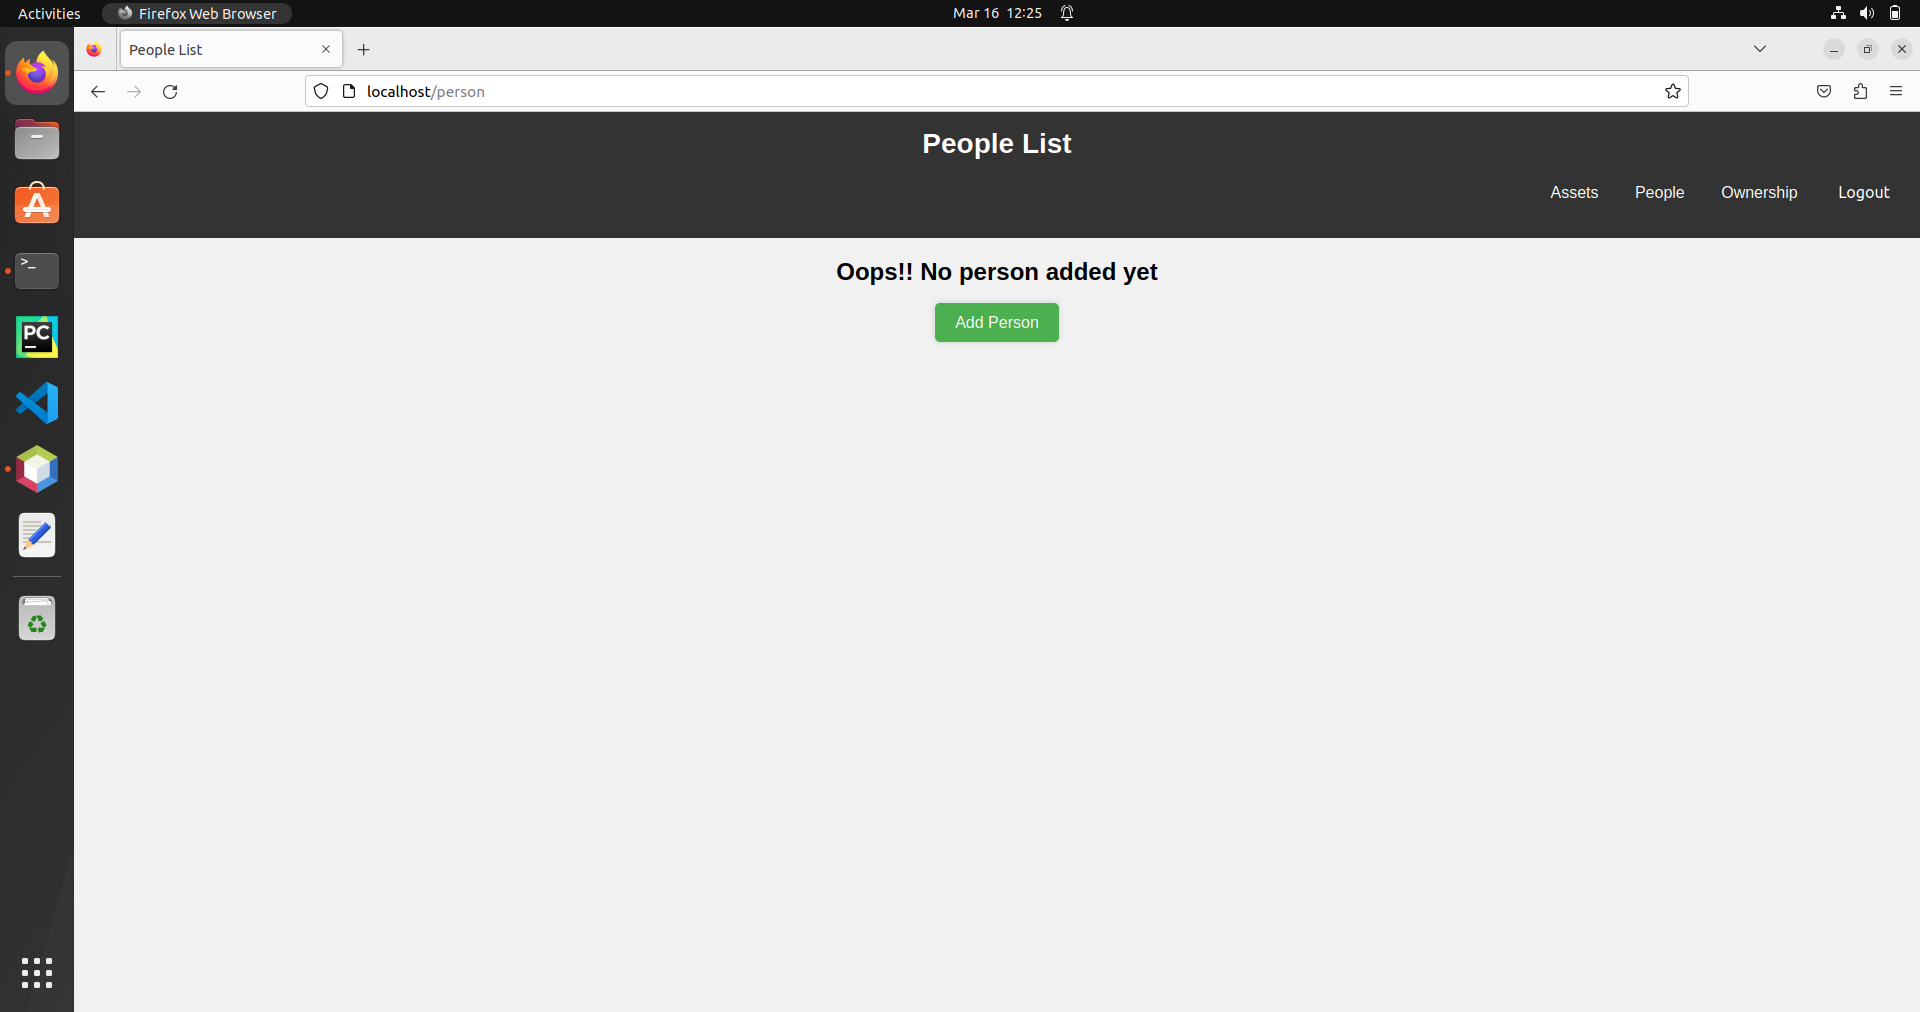 Activities Firefox Web Browser Mar 16 12:25
People List
localhost/person
People List
Assets People Ownership Logout
Oops!! No person added yet
Add Person
>_
PC